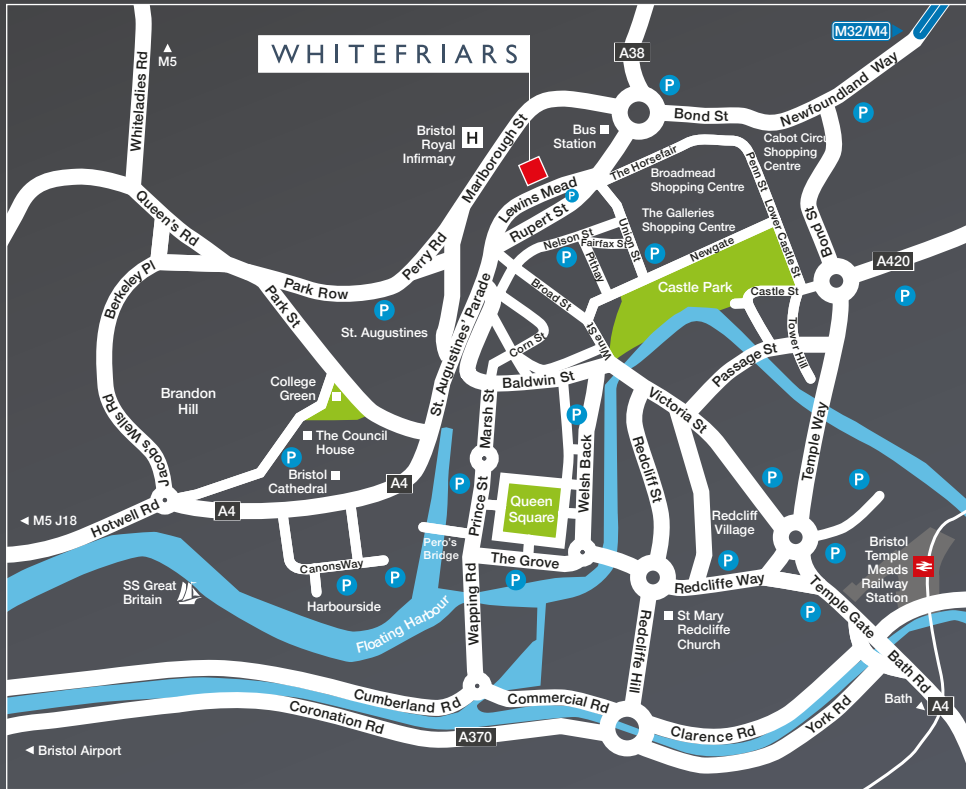 M32/M4
WHITEFRIARS
A38
M5
Whiteladies Rd
Newfoundland Way
Bond St
Marlborough St
Bristol
Royal
Infirmary
H
Bus
Station
Cabot Circu
Shopping
Centre
The Horsefair
Penn St
Broadmead
Shopping Centre
Lewins Mead
Rupert St
P
P
P
The Galleries
Shopping Centre
Lower Castle St
Bond St
Queen's Rd
Nelson St
Fairfax St
Union St
Newgate
Perry Rd
P
Pithay
P
A420
Berkeley Pl
Park Row
Park St
Broad St
Castle Park
Castle St
P
P
St. Augustines
St. Augustines' Parade
Corn St
Wine St
Tower Hill
Passage St
Baldwin St
Victoria St
Brandon
Hill
College
Green
Marsh St
P
Temple Way
Jacob's Wells Rd
The Council
House
Welsh Back
Redcliff St
P
Bristol
Cathedral
A4
P
Prince St
Queen
Square
P
P
Hotwell Rd
A4
M5 J18
Redcliff
Village
Pero's
Bridge
The Grove
P
P
Bristol
Temple
Meads
Railway
Station
CanonsWay
P
P
P
Redcliffe Way
SS Great
Britain
Harbourside
Floating Harbour
Wapping Rd
P
St Mary
Redcliffe
Church
Temple Gate
Redcliffe Hill
Bath Rd
Cumberland Rd
Commercial Rd
Bath
A4
Coronation Rd
York Rd
Clarence Rd
A370
Bristol Airport